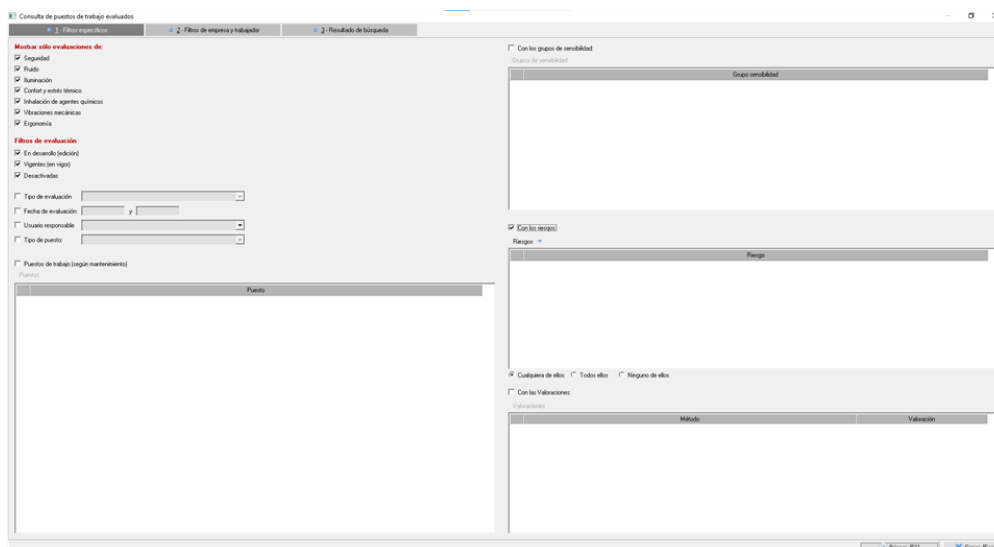 Consulta de puestos de trabajo evaluados
1 - Filtros específicos
2 - Filtros de empresa y trabajador
3 - Resultado de búsqueda
Mostrar sólo evaluaciones de:
Seguridad
Ruido
Iluminación
Confort y estrés térmico
Inhalación de agentes químicos
Vibraciones mecánicas
Ergonomía
Filtros de evaluación
En desarrollo (edición)
Vigentes (en vigor)
Desactivadas
Tipo de evaluación
Fecha de evaluación: y
Usuario responsable
Tipo de puesto:
Puestos de trabajo (según mantenimiento)
Puestos
Puesto
Con los grupos de sensibilidad:
Grupos de sensibilidad
Grupo sensibilidad
Con los riesgos:
Riesgos
Riesgo
Cualquiera de ellos Todos ellos Ninguno de ellos
Con las Valoraciones:
Valoraciones
Método Valoración